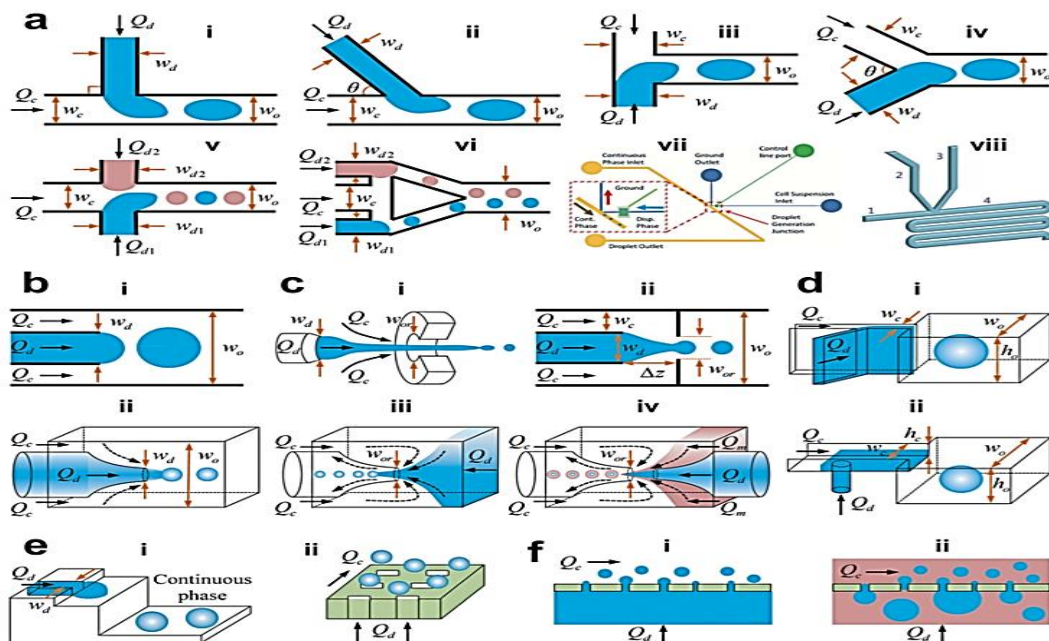 a
i
Q_d
w_d
Q_c
w_c
w_o
ii
w_d
θ
Q_c
w_c
w_o
iii
Q_c
w_c
w_o
w_d
Q_d
iv
Q_c
w_c
θ
w_o
Q_d
w_d
v
Q_d2
w_d2
Q_c
w_c
w_o
w_d1
Q_d1
vi
w_d2
Q_d2
Q_c
w_c
w_o
Q_d1
w_d1
vii
Continuous
Phase Inlet
Ground
Outlet
Control
line port
Ground
Cont.
Phase
Disp.
Phase
Cell Suspension
Inlet
Droplet
Generation
Junction
Droplet Outlet
viii
1
2
3
4
b
i
Q_c
w_d
Q_d
w_o
Q_c
ii
Q_c
w_d
w_o
Q_d
Q_c
c
i
w_d
Q_c
w_or
Q_d
Q_c
ii
Q_c
w_c
Q_d
w_d
w_o
Q_c
Δz
w_or
iii
Q_c
w_or
Q_d
Q_c
iv
Q_c
w_or
Q_m
Q_d
Q_c
Q_m
d
i
Q_c
w_c
w_o
Q_d
h_o
ii
Q_c
w_c
h_c
w_o
h_o
Q_d
e
i
Q_d
w_d
Continuous
phase
ii
Q_c
Q_d
f
i
Q_c
Q_d
ii
Q_c
Q_d